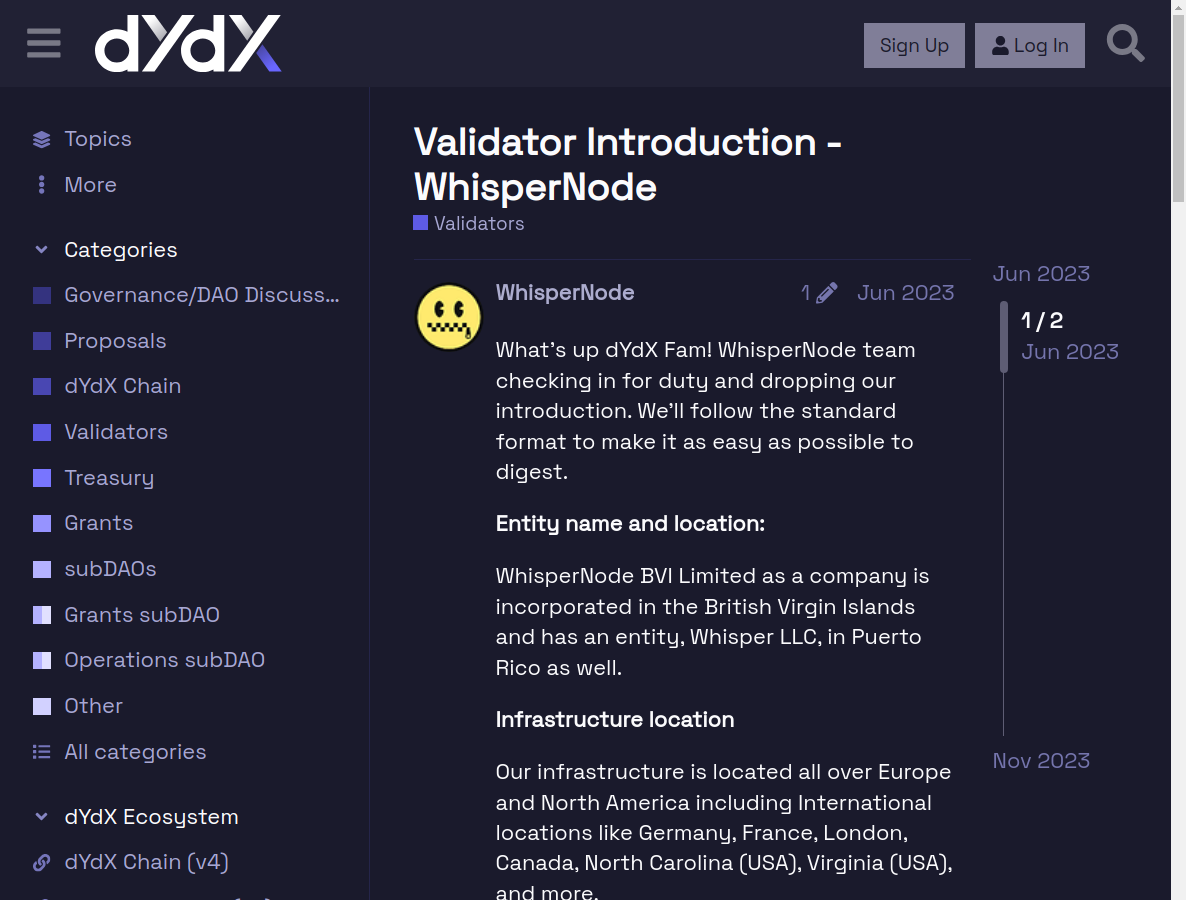 dYdX
Sign Up
Log In
Topics
More
Categories
Governance/DAO Discuss...
Proposals
dYdX Chain
Validators
Treasury
Grants
subDAOs
Grants subDAO
Operations subDAO
Other
All categories
dYdX Ecosystem
dYdX Chain (v4)
Validator Introduction -
WhisperNode
Validators
WhisperNode
1
Jun 2023
What’s up dYdX Fam! WhisperNode team
checking in for duty and dropping our
introduction. We’ll follow the standard
format to make it as easy as possible to
digest.
Entity name and location:
WhisperNode BVI Limited as a company is
incorporated in the British Virgin Islands
and has an entity, Whisper LLC, in Puerto
Rico as well.
Infrastructure location
Our infrastructure is located all over Europe
and North America including International
locations like Germany, France, London,
Canada, North Carolina (USA), Virginia (USA),
and more.
Jun 2023
1 / 2
Jun 2023
Nov 2023